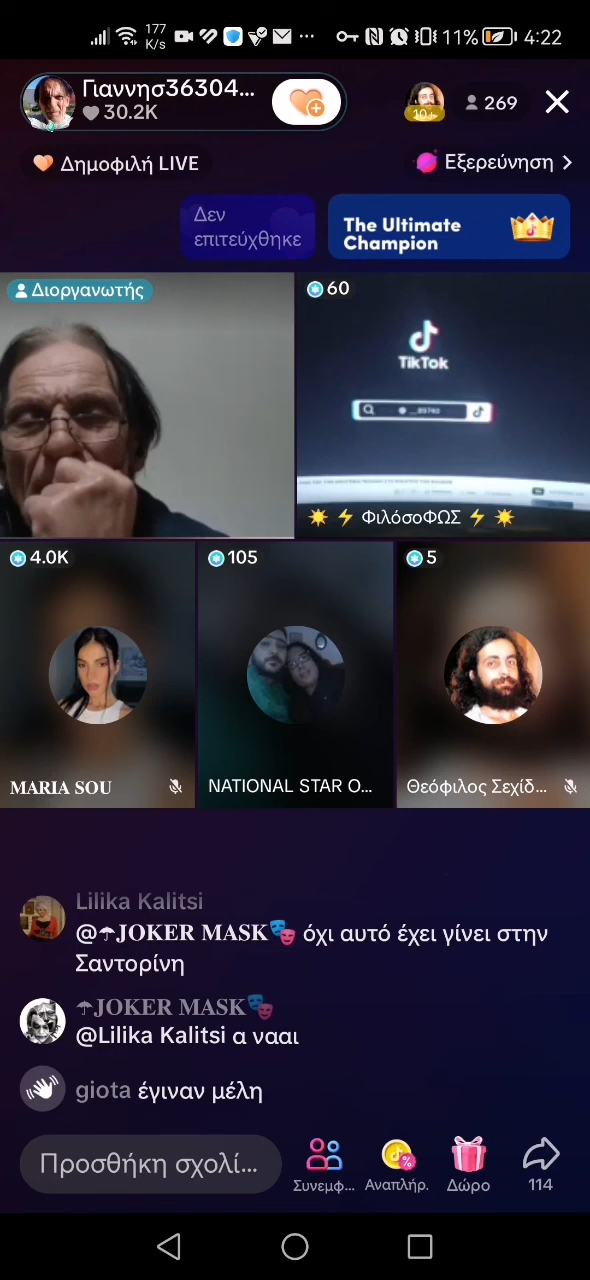 177
K/s
11%
4:22
Γιαννησ36304...
30.2K
10+
269
Δημοφιλή LIVE
Εξερεύνηση >
Δεν
επιτεύχθηκε
The Ultimate
Champion
Διοργανωτής
60
TikTok
ΦιλόσοΦΩΣ
4.0K
105
5
MARIA SOU
NATIONAL STAR O...
Θεόφιλος Σεχίδ...
Lilika Kalitsi
@☂JOKER MASK🎭 όχι αυτό έχει γίνει στην
Σαντορίνη
☂JOKER MASK🎭
@Lilika Kalitsi α νααι
giota έγιναν μέλη
Προσθήκη σχολί...
Συνεμφ...
Αναπλήρ.
Δώρο
114